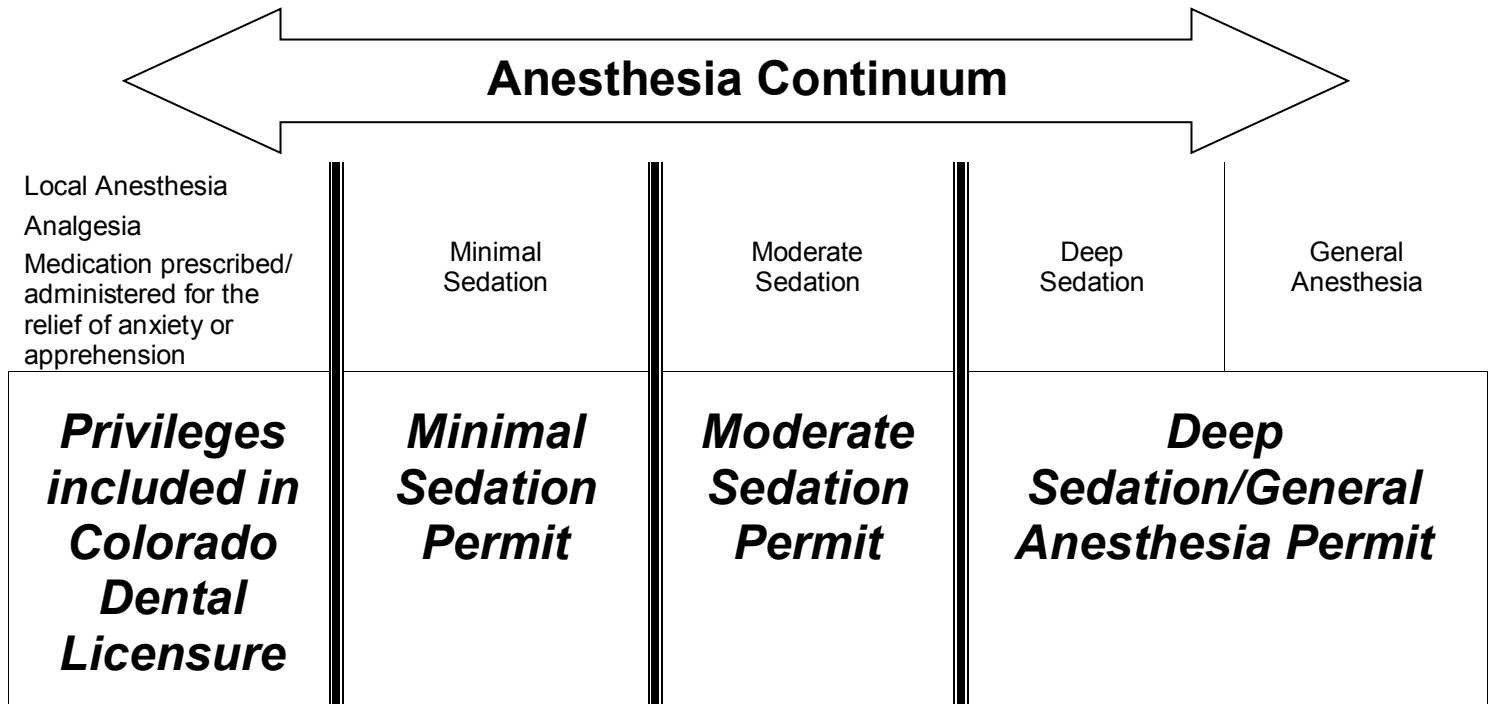 Anesthesia Continuum
Local Anesthesia
Analgesia
Medication prescribed/
administered for the
relief of anxiety or
apprehension
Minimal
Sedation
Moderate
Sedation
Deep
Sedation
General
Anesthesia
Privileges
included in
Colorado
Dental
Licensure
Minimal
Sedation
Permit
Moderate
Sedation
Permit
Deep
Sedation/General
Anesthesia Permit